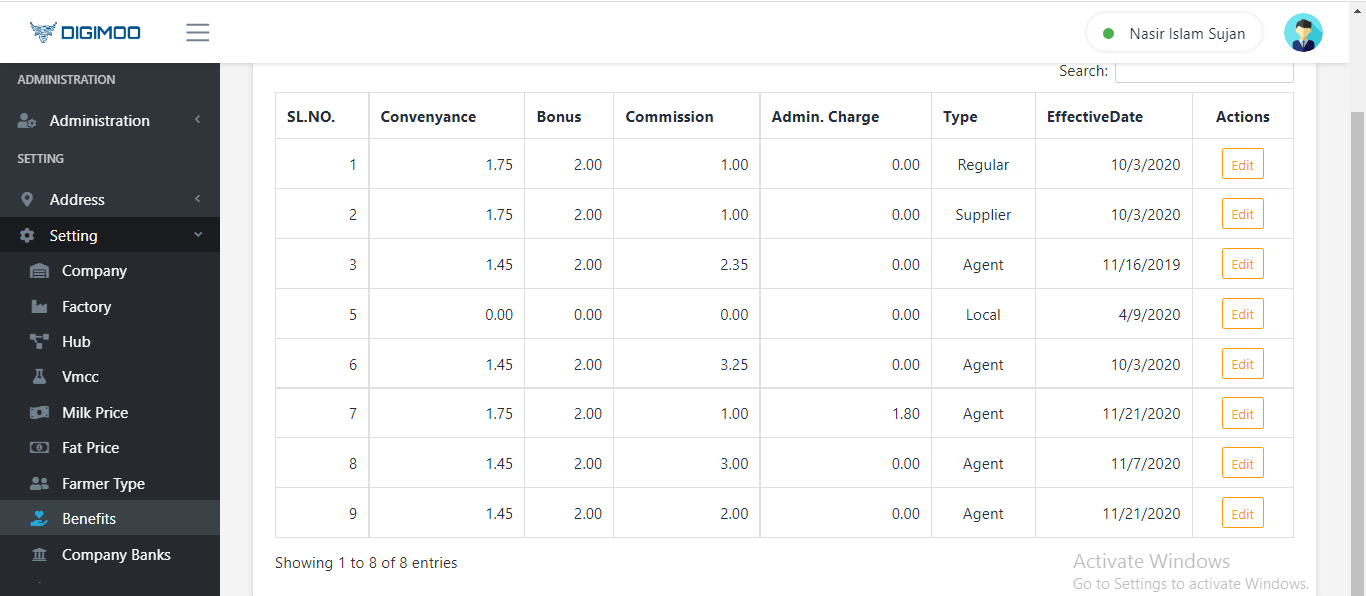 DIGIMOO
Nasir Islam Sujan
ADMINISTRATION
Administration
SETTING
Address
Setting
Company
Factory
Hub
Vmcc
Milk Price
Fat Price
Farmer Type
Benefits
Company Banks
Search:
SL.NO. Convenyance Bonus Commission Admin. Charge Type EffectiveDate Actions
1 1.75 2.00 1.00 0.00 Regular 10/3/2020 Edit
2 1.75 2.00 1.00 0.00 Supplier 10/3/2020 Edit
3 1.45 2.00 2.35 0.00 Agent 11/16/2019 Edit
5 0.00 0.00 0.00 0.00 Local 4/9/2020 Edit
6 1.45 2.00 3.25 0.00 Agent 10/3/2020 Edit
7 1.75 2.00 1.00 1.80 Agent 11/21/2020 Edit
8 1.45 2.00 3.00 0.00 Agent 11/7/2020 Edit
9 1.45 2.00 2.00 0.00 Agent 11/21/2020 Edit
Showing 1 to 8 of 8 entries
Activate Windows
Go to Settings to activate Windows.